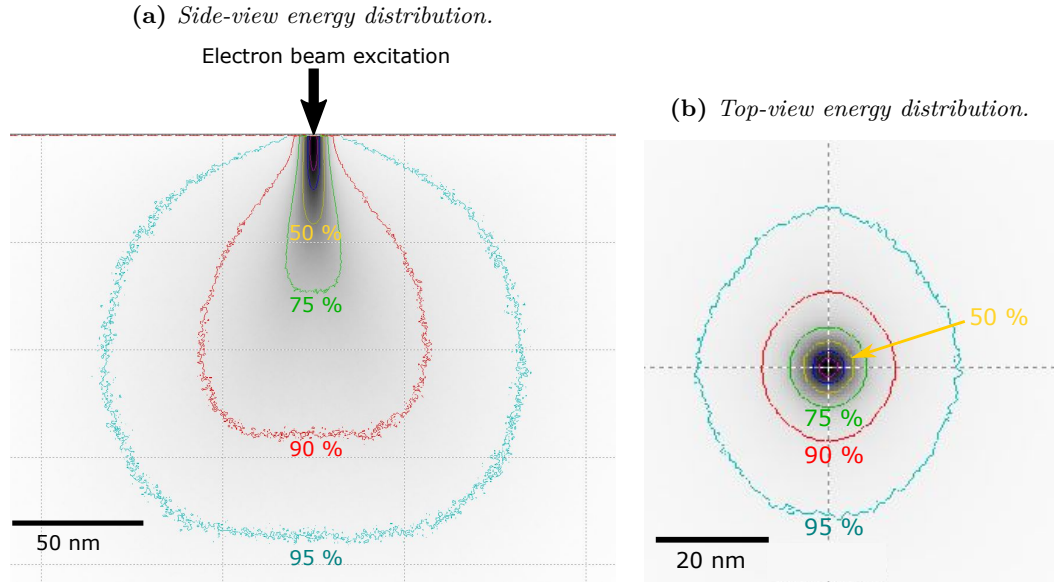 (a) Side-view energy distribution.
Electron beam excitation
50 %
75 %
90 %
95 %
50 nm
(b) Top-view energy distribution.
50 %
75 %
90 %
95 %
20 nm